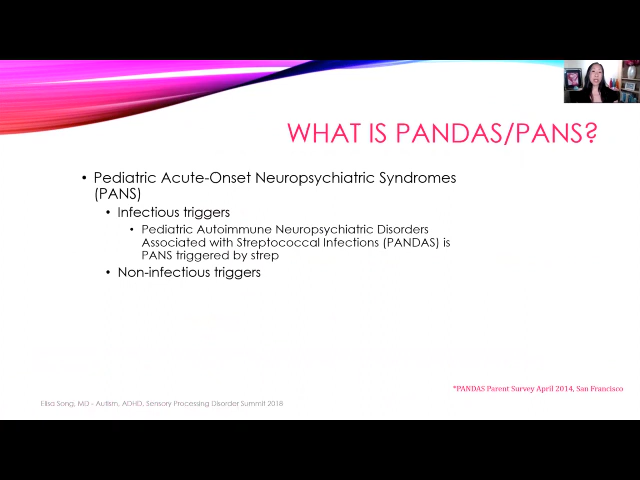 WHAT IS PANDAS/PANS?
• Pediatric Acute-Onset Neuropsychiatric Syndromes
(PANS)
• Infectious triggers
• Pediatric Autoimmune Neuropsychiatric Disorders
Associated with Streptococcal Infections (PANDAS) is
PANS triggered by strep
• Non-infectious triggers
*PANDAS Parent Survey April 2014, San Francisco
Elisa Song, MD - Autism, ADHD, Sensory Processing Disorder Summit 2018